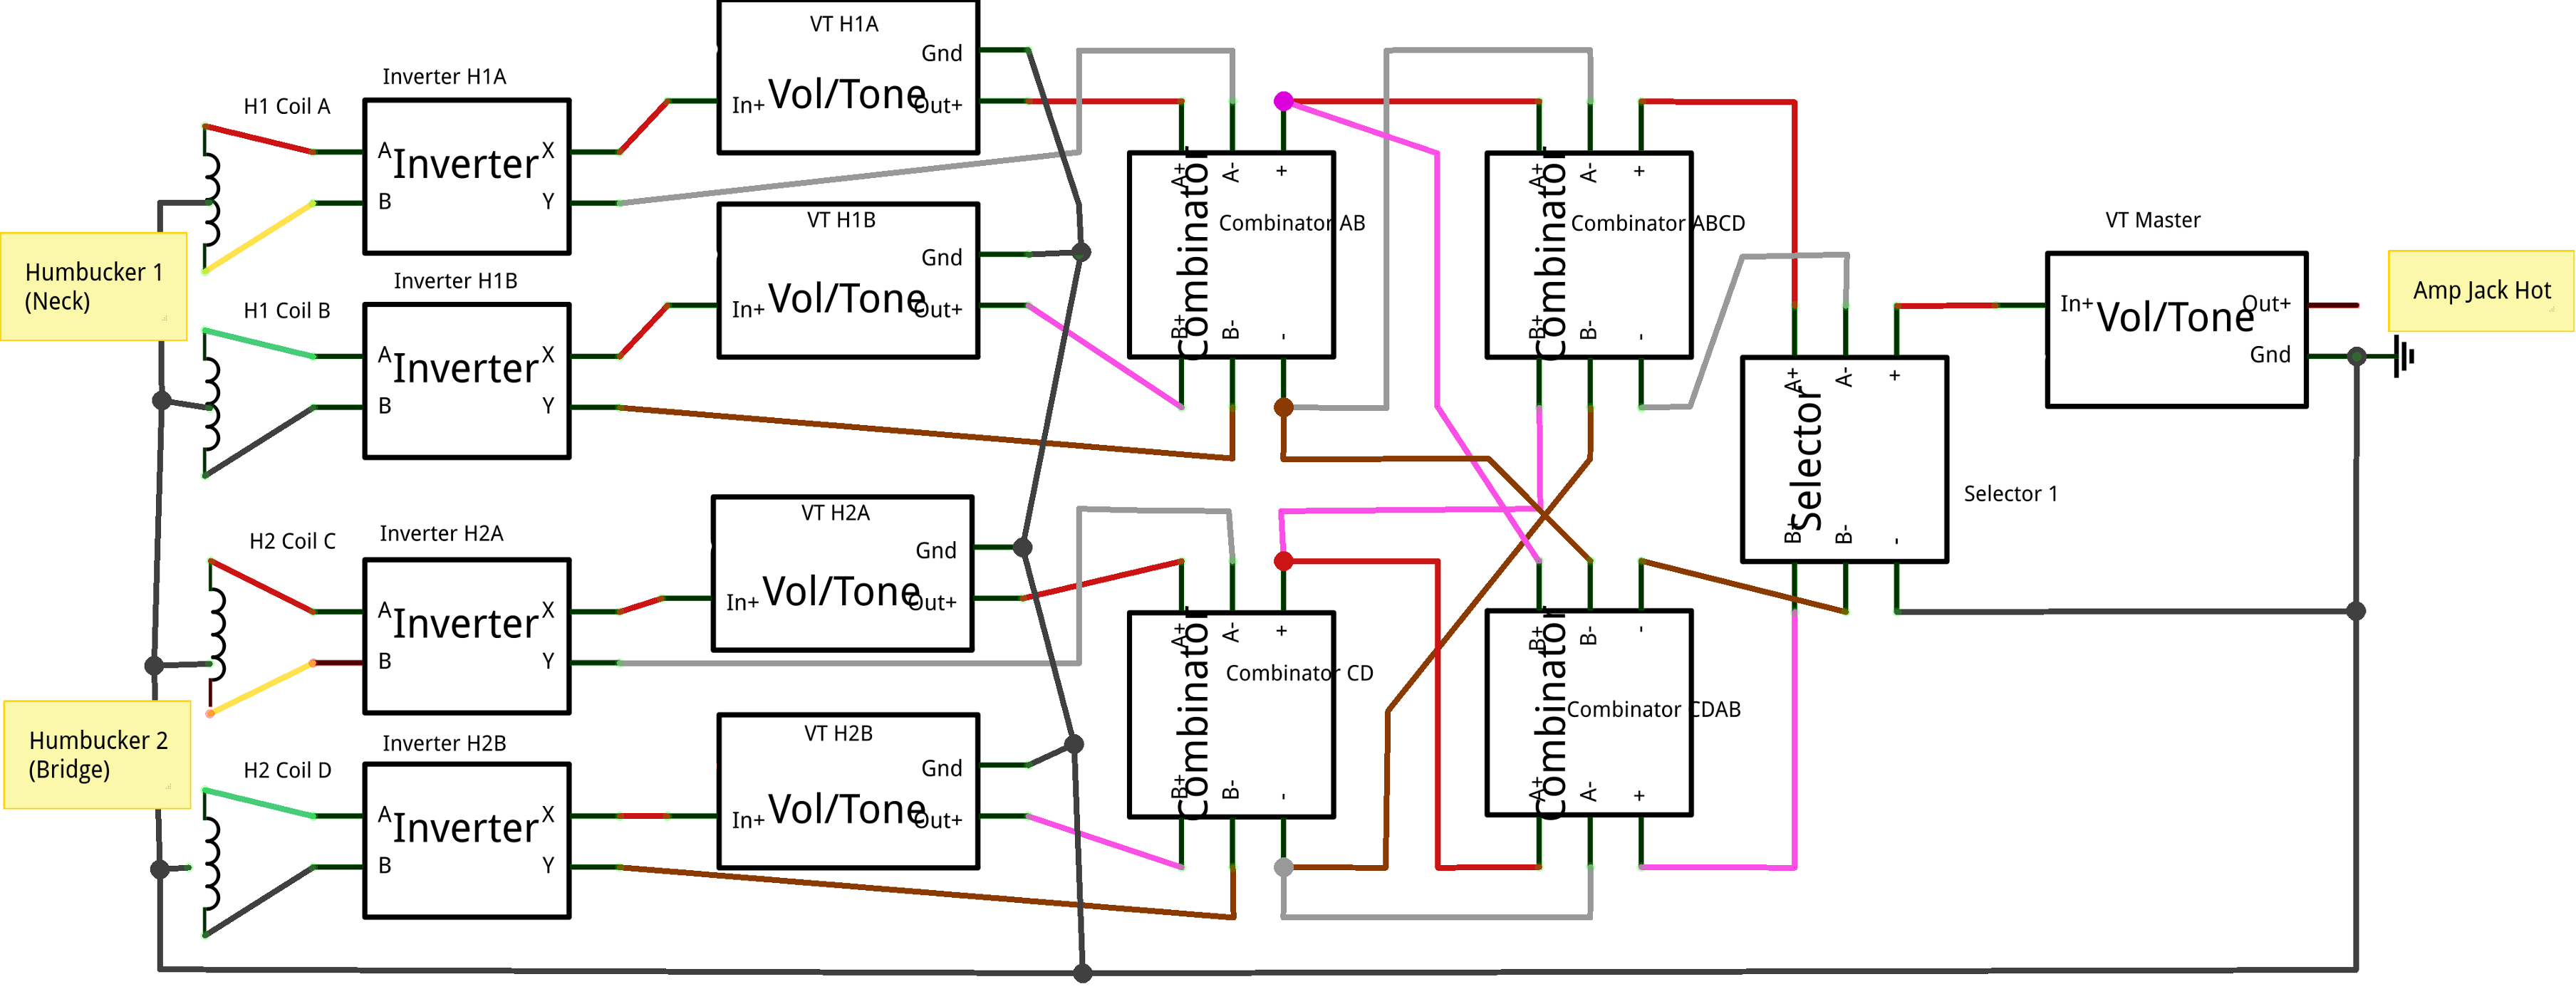 VT H1A
Gnd
Inverter H1A
In+
Vol/Tone
Out+
H1 Coil A
A
Inverter
X
B
Y
A+
A-
+
Combinator
Combinator AB
B+
B-
-
A+
A-
+
Combinator
Combinator ABCD
B+
B-
-
VT H1B
Gnd
In+
Vol/Tone
Out+
Humbucker 1
(Neck)
Inverter H1B
H1 Coil B
A
Inverter
X
B
Y
VT Master
In+
Vol/Tone
Out+
Gnd
Amp Jack Hot
A+
A-
+
Selector
Selector 1
B+
B-
-
VT H2A
Gnd
In+
Vol/Tone
Out+
Inverter H2A
H2 Coil C
A
Inverter
X
B
Y
A+
A-
+
Combinator
Combinator CD
B+
B-
-
B+
B-
-
Combinator
Combinator CDAB
A+
A-
+
Humbucker 2
(Bridge)
Inverter H2B
H2 Coil D
A
Inverter
X
B
Y
VT H2B
Gnd
In+
Vol/Tone
Out+